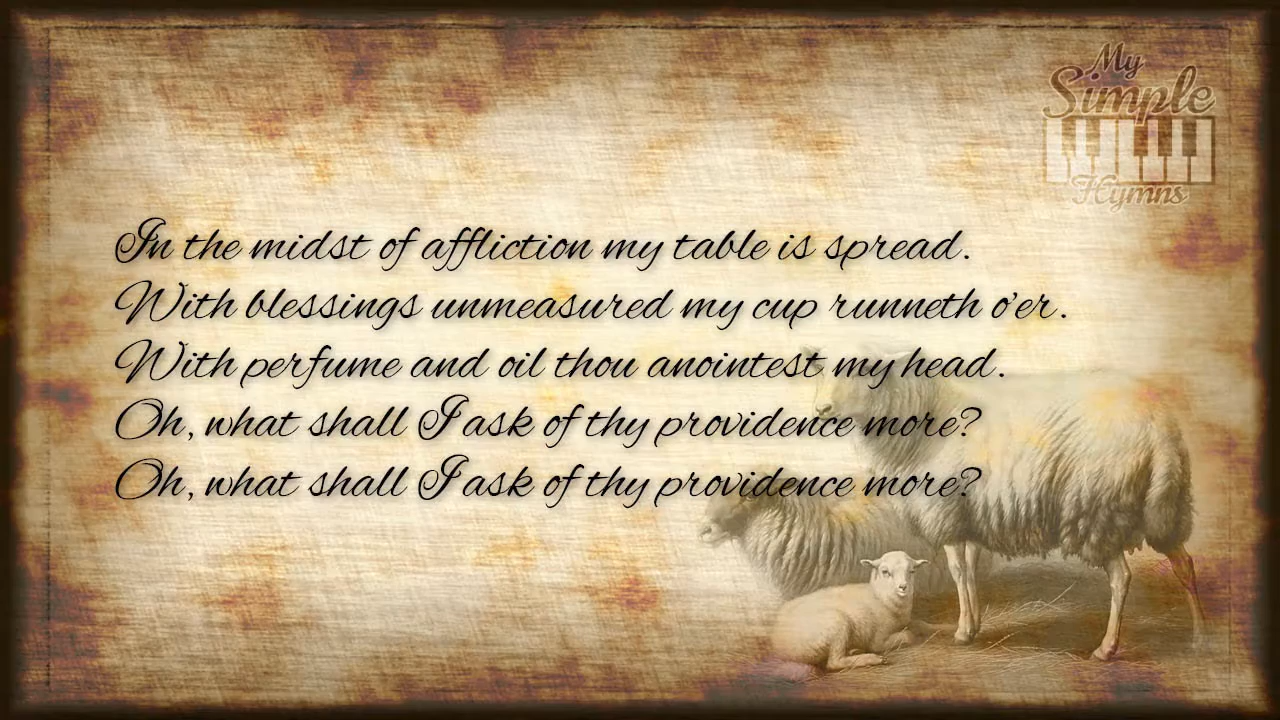 My
Simple
Hymns
In the midst of affliction my table is spread.
With blessings unmeasured my cup runneth o'er.
With perfume and oil thou anointest my head.
Oh, what shall I ask of thy providence more?
Oh, what shall I ask of thy providence more?